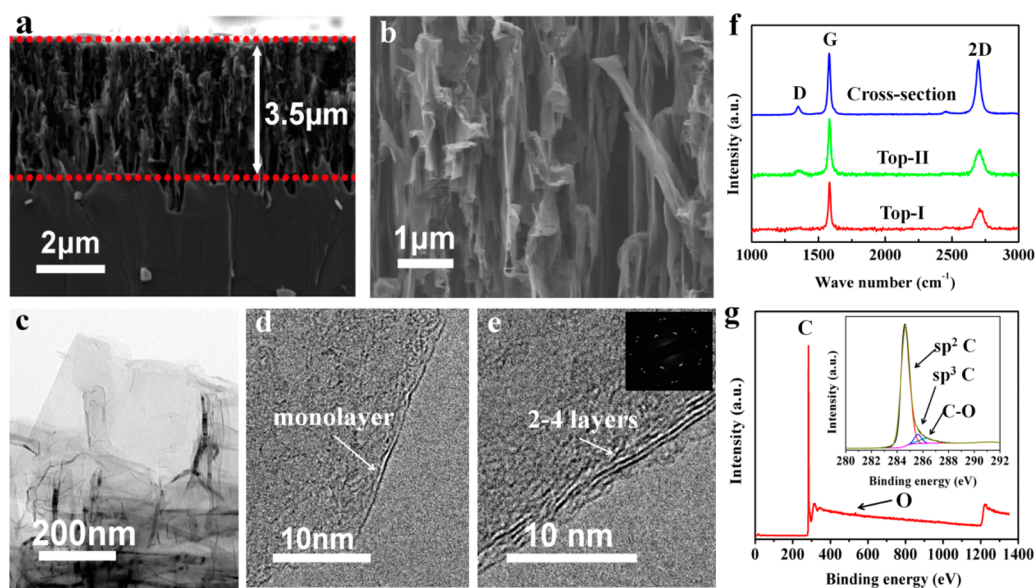 a
3.5μm
2μm
b
1μm
c
200nm
d
monolayer
10nm
e
2-4 layers
10 nm
f
D
G
2D
Cross-section
Top-II
Top-I
Intensity (a.u.)
1000 1500 2000 2500 3000
Wave number (cm⁻¹)
g
C
O
Intensity (a.u.)
0 200 400 600 800 1000 1200 1400
Binding energy (eV)
sp² C
sp³ C
C-O
Intensity (a.u.)
280 282 284 286 288 290 292
Binding energy (eV)